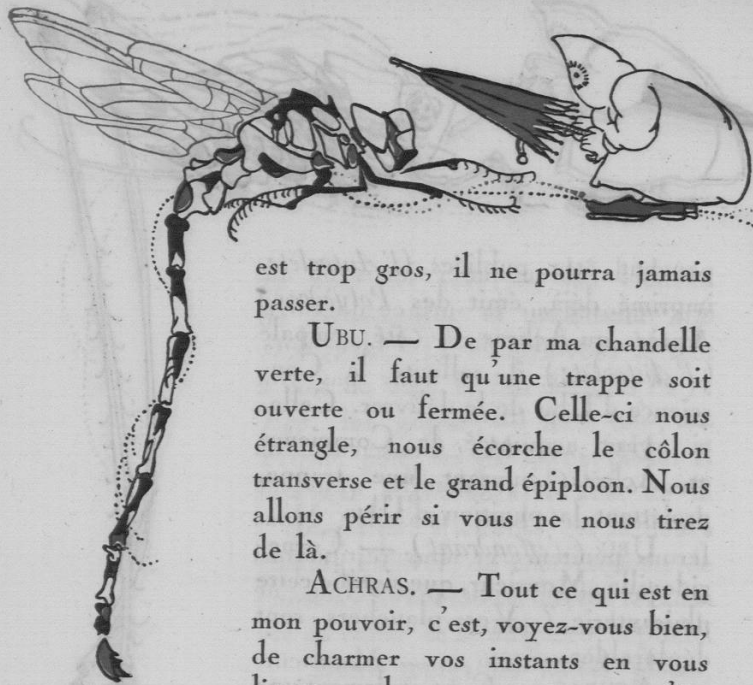 est trop gros, il ne pourra jamais
passer.
UBU. — De par ma chandelle
verte, il faut qu'une trappe soit
ouverte ou fermée. Celle-ci nous
étrangle, nous écorche le côlon
transverse et le grand épiploon. Nous
allons périr si vous ne nous tirez
de là.
ACHRAS. — Tout ce qui est en
mon pouvoir, c'est, voyez-vous bien,
de charmer vos instants en vous